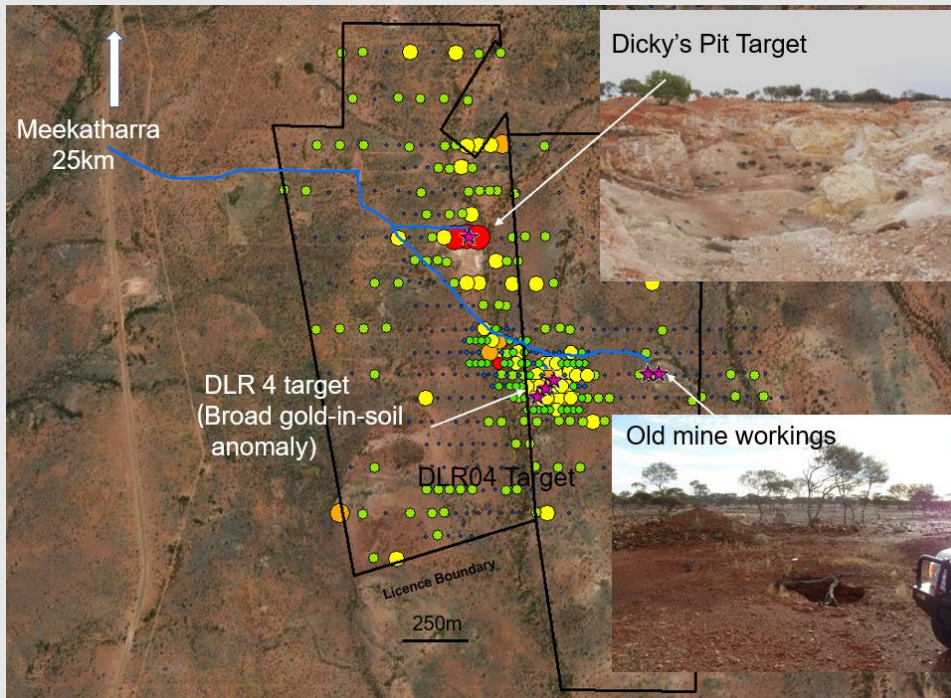 Dicky's Pit Target
Meekatharra
25km
DLR 4 target
(Broad gold-in-soil
anomaly)
Old mine workings
DLR04 Target
Licence Boundary
250m